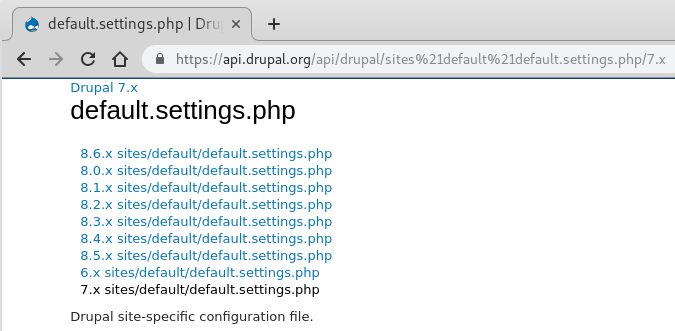 default.settings.php | Dru
https://api.drupal.org/api/drupal/sites%21default%21default.settings.php/7.x
Drupal 7.x
default.settings.php
8.6.x sites/default/default.settings.php
8.0.x sites/default/default.settings.php
8.1.x sites/default/default.settings.php
8.2.x sites/default/default.settings.php
8.3.x sites/default/default.settings.php
8.4.x sites/default/default.settings.php
8.5.x sites/default/default.settings.php
6.x sites/default/default.settings.php
7.x sites/default/default.settings.php
Drupal site-specific configuration file.